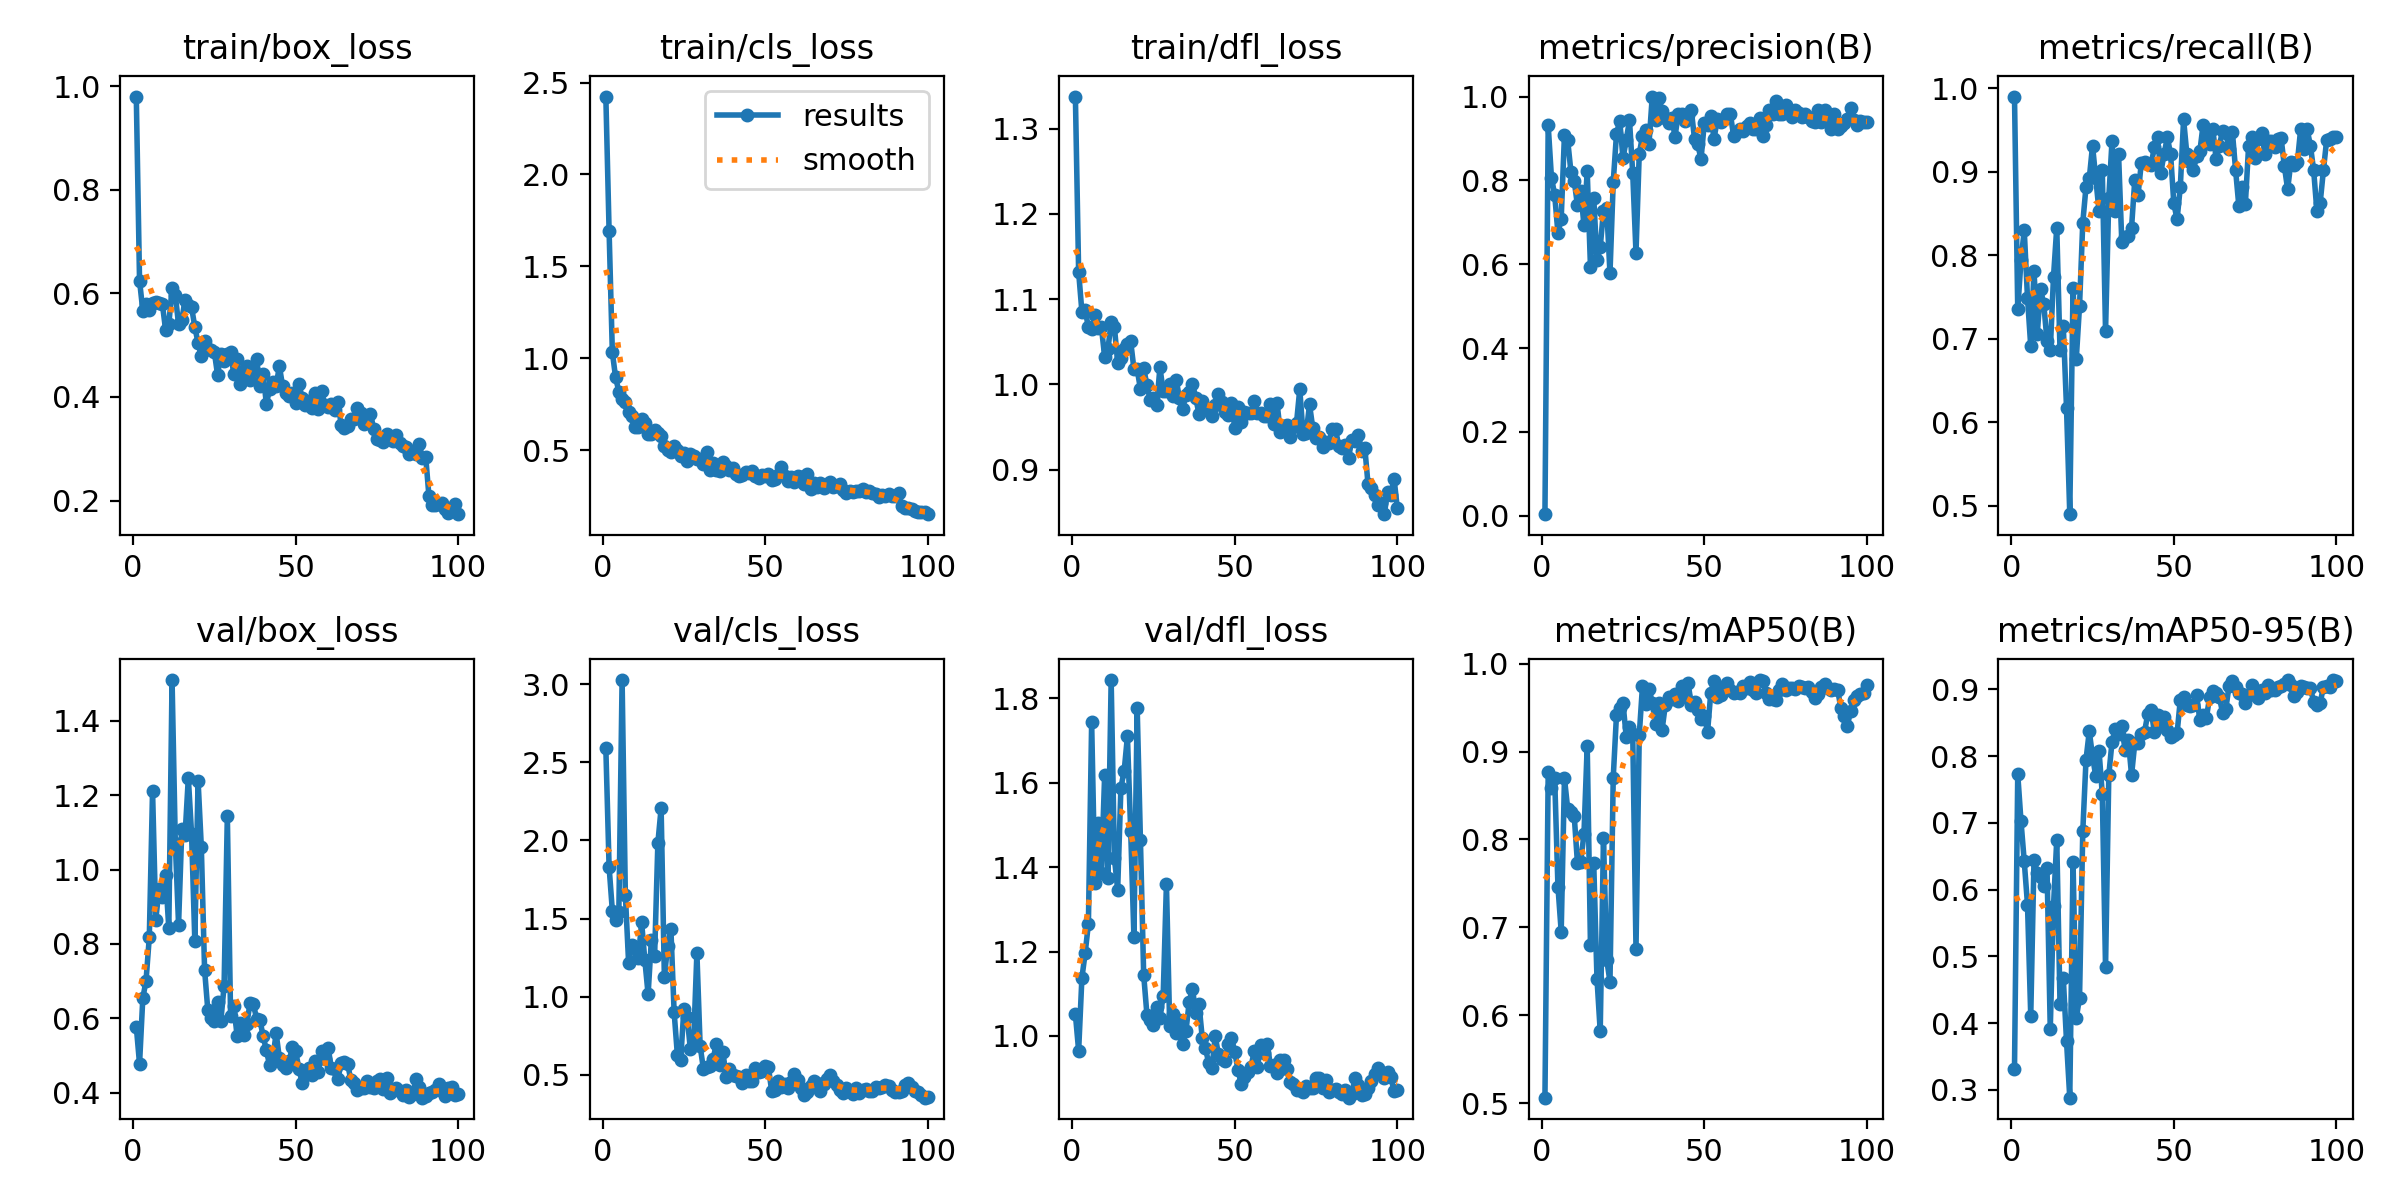 train/box_loss
1.0
0.8
0.6
0.4
0.2
0 50 100
train/cls_loss
results
smooth
2.5
2.0
1.5
1.0
0.5
0 50 100
train/dfl_loss
1.3
1.2
1.1
1.0
0.9
0 50 100
metrics/precision(B)
1.0
0.8
0.6
0.4
0.2
0.0
0 50 100
metrics/recall(B)
1.0
0.9
0.8
0.7
0.6
0.5
0 50 100
val/box_loss
1.4
1.2
1.0
0.8
0.6
0.4
0 50 100
val/cls_loss
3.0
2.5
2.0
1.5
1.0
0.5
0 50 100
val/dfl_loss
1.8
1.6
1.4
1.2
1.0
0 50 100
metrics/mAP50(B)
1.0
0.9
0.8
0.7
0.6
0.5
0 50 100
metrics/mAP50-95(B)
0.9
0.8
0.7
0.6
0.5
0.4
0.3
0 50 100